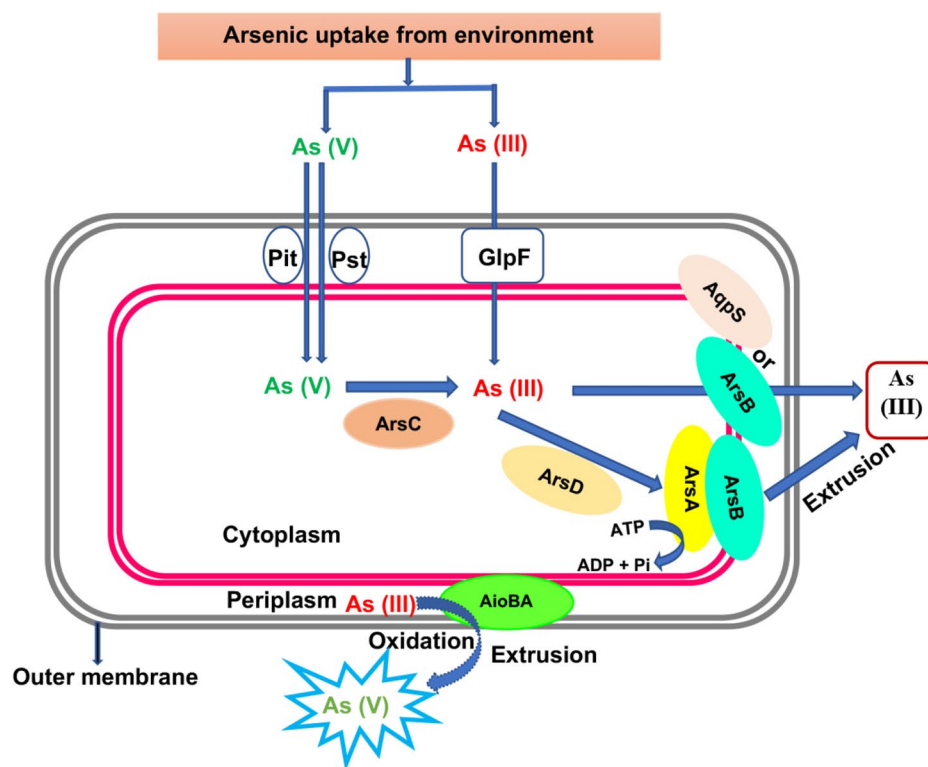 Arsenic uptake from environment
As (V)
As (III)
Pit
Pst
GlpF
AqpS
or
ArsB
As
(III)
As (V)
As (III)
ArsC
ArsD
ArsA
ArsB
Extrusion
ATP
ADP + Pi
Cytoplasm
Periplasm
As (III)
AioBA
Oxidation
Extrusion
Outer membrane
As (V)